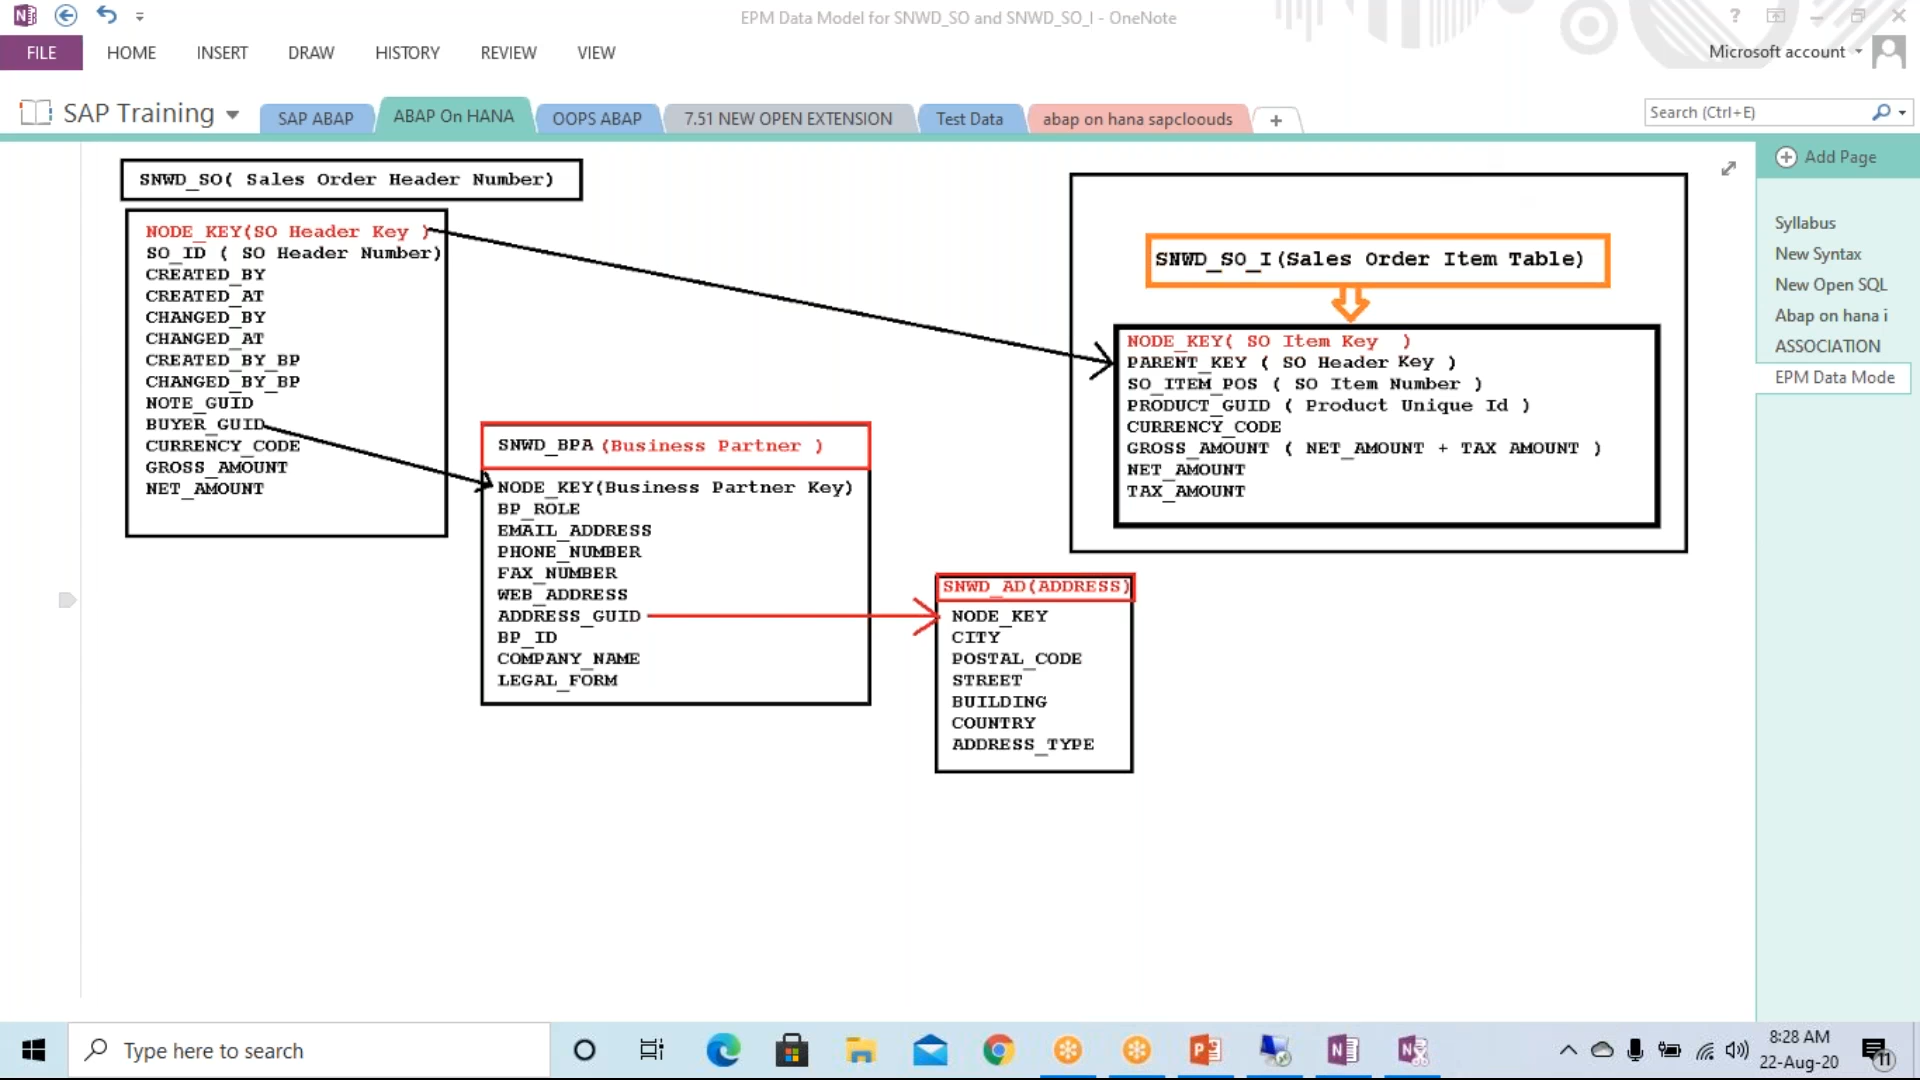 EPM Data Model for SNWD_SO and SNWD_SO_I - OneNote
?
FILE HOME INSERT DRAW HISTORY REVIEW VIEW
Microsoft account
SAP Training
SAP ABAP
ABAP On HANA
OOPS ABAP
7.51 NEW OPEN EXTENSION
Test Data
abap on hana sapcloouds
+
Search (Ctrl+E)
Add Page
Syllabus
New Syntax
New Open SQL
Abap on hana i
ASSOCIATION
EPM Data Mode
SNWD_SO( Sales Order Header Number)
NODE_KEY(SO Header Key )
SO_ID ( SO Header Number)
CREATED_BY
CREATED_AT
CHANGED_BY
CHANGED_AT
CREATED_BY_BP
CHANGED_BY_BP
NOTE_GUID
BUYER_GUID
CURRENCY_CODE
GROSS_AMOUNT
NET_AMOUNT
SNWD_BPA (Business Partner )
NODE_KEY(Business Partner Key)
BP_ROLE
EMAIL_ADDRESS
PHONE_NUMBER
FAX_NUMBER
WEB_ADDRESS
ADDRESS_GUID
BP_ID
COMPANY_NAME
LEGAL_FORM
SNWD_SO_I(Sales Order Item Table)
NODE_KEY( SO Item Key )
PARENT_KEY ( SO Header Key )
SO_ITEM_POS ( SO Item Number )
PRODUCT_GUID ( Product Unique Id )
CURRENCY_CODE
GROSS_AMOUNT ( NET_AMOUNT + TAX AMOUNT )
NET_AMOUNT
TAX_AMOUNT
SNWD_AD(ADDRESS)
NODE_KEY
CITY
POSTAL_CODE
STREET
BUILDING
COUNTRY
ADDRESS_TYPE
Type here to search
8:28 AM
22-Aug-20
11